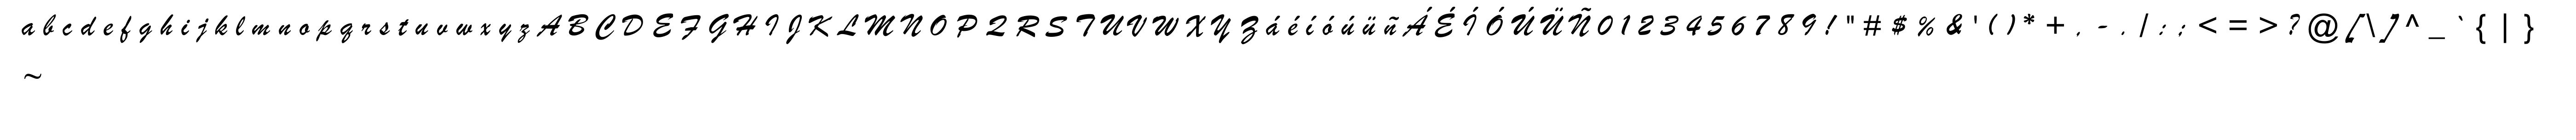 a b c d e f g h i j k l m n o p q r s t u v w x y z A B C D E F G H I J K L M N O P Q R S T U V W X Y Z á é í ó ú ü ñ Á É Í Ó Ú Ü Ñ 0 1 2 3 4 5 6 7 8 9 ! " # $ % & ' ( ) * + , - . / : ; < = > ? @ [ \ ] ^ _ ` { | }
~